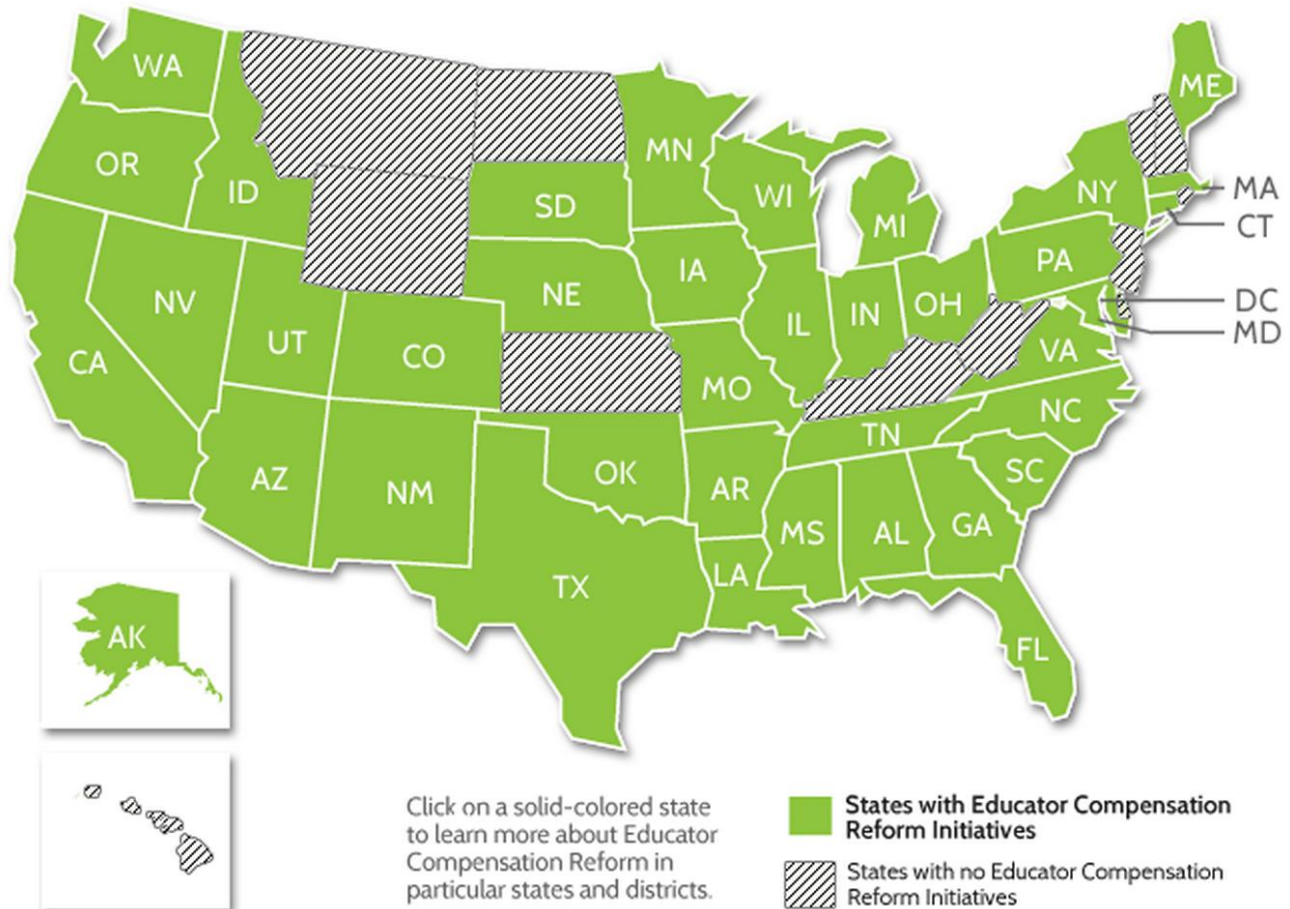 WA
ME
MN
OR
MA
ID
WI
NY
SD
MI
CT
PA
IA
NE
NV
DC
OH
IN
IL
MD
UT
VA
CO
CA
MO
NC
TN
SC
OK
AZ
AR
NM
GA
MS
AL
LA
TX
AK
FL
Click on a solid-colored state
to learn more about Educator
Compensation Reform in
particular states and districts.
States with Educator Compensation
Reform Initiatives
States with no Educator Compensation
Reform Initiatives